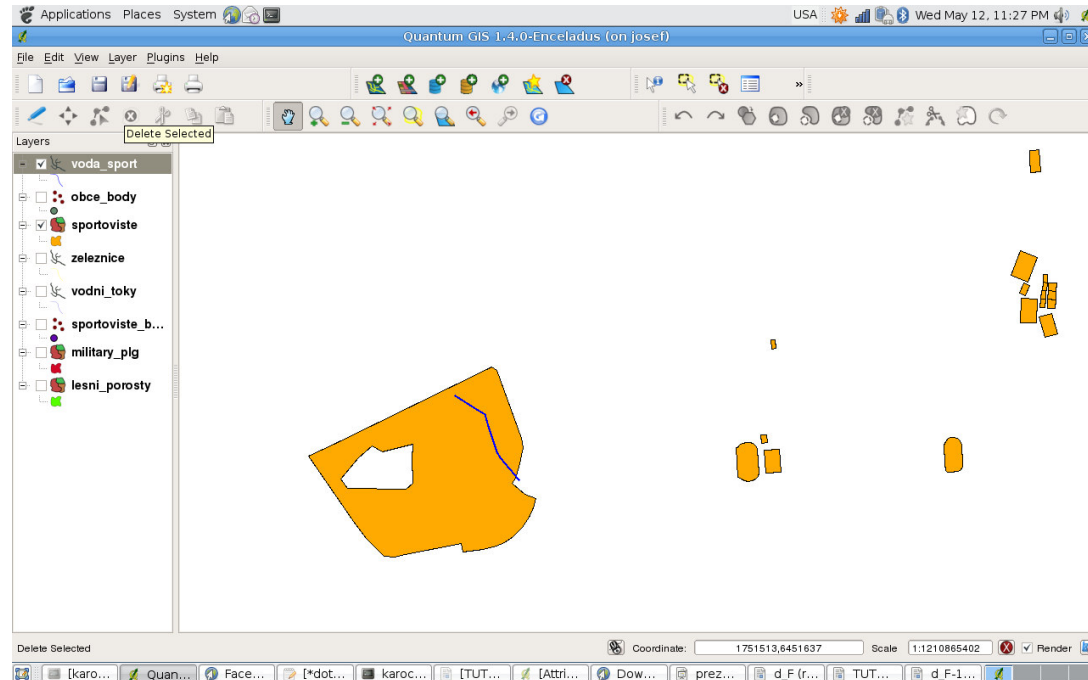 Applications Places System USA Wed May 12, 11:27 PM
Quantum GIS 1.4.0-Enceladus (on josef)
File Edit View Layer Plugins Help
»
Delete Selected
Layers
voda_sport
obce_body
sportoviste
zeleznice
vodni_toky
sportoviste_b...
military_plg
lesni_porosty
Delete Selected Coordinate: 1751513,6451637 Scale 1:1210865402 Render
[karo... Quan... Face... [*dot... karoc... [TUT... [Attri... Dow... prez... d_F (r... TUT... d_F-1...